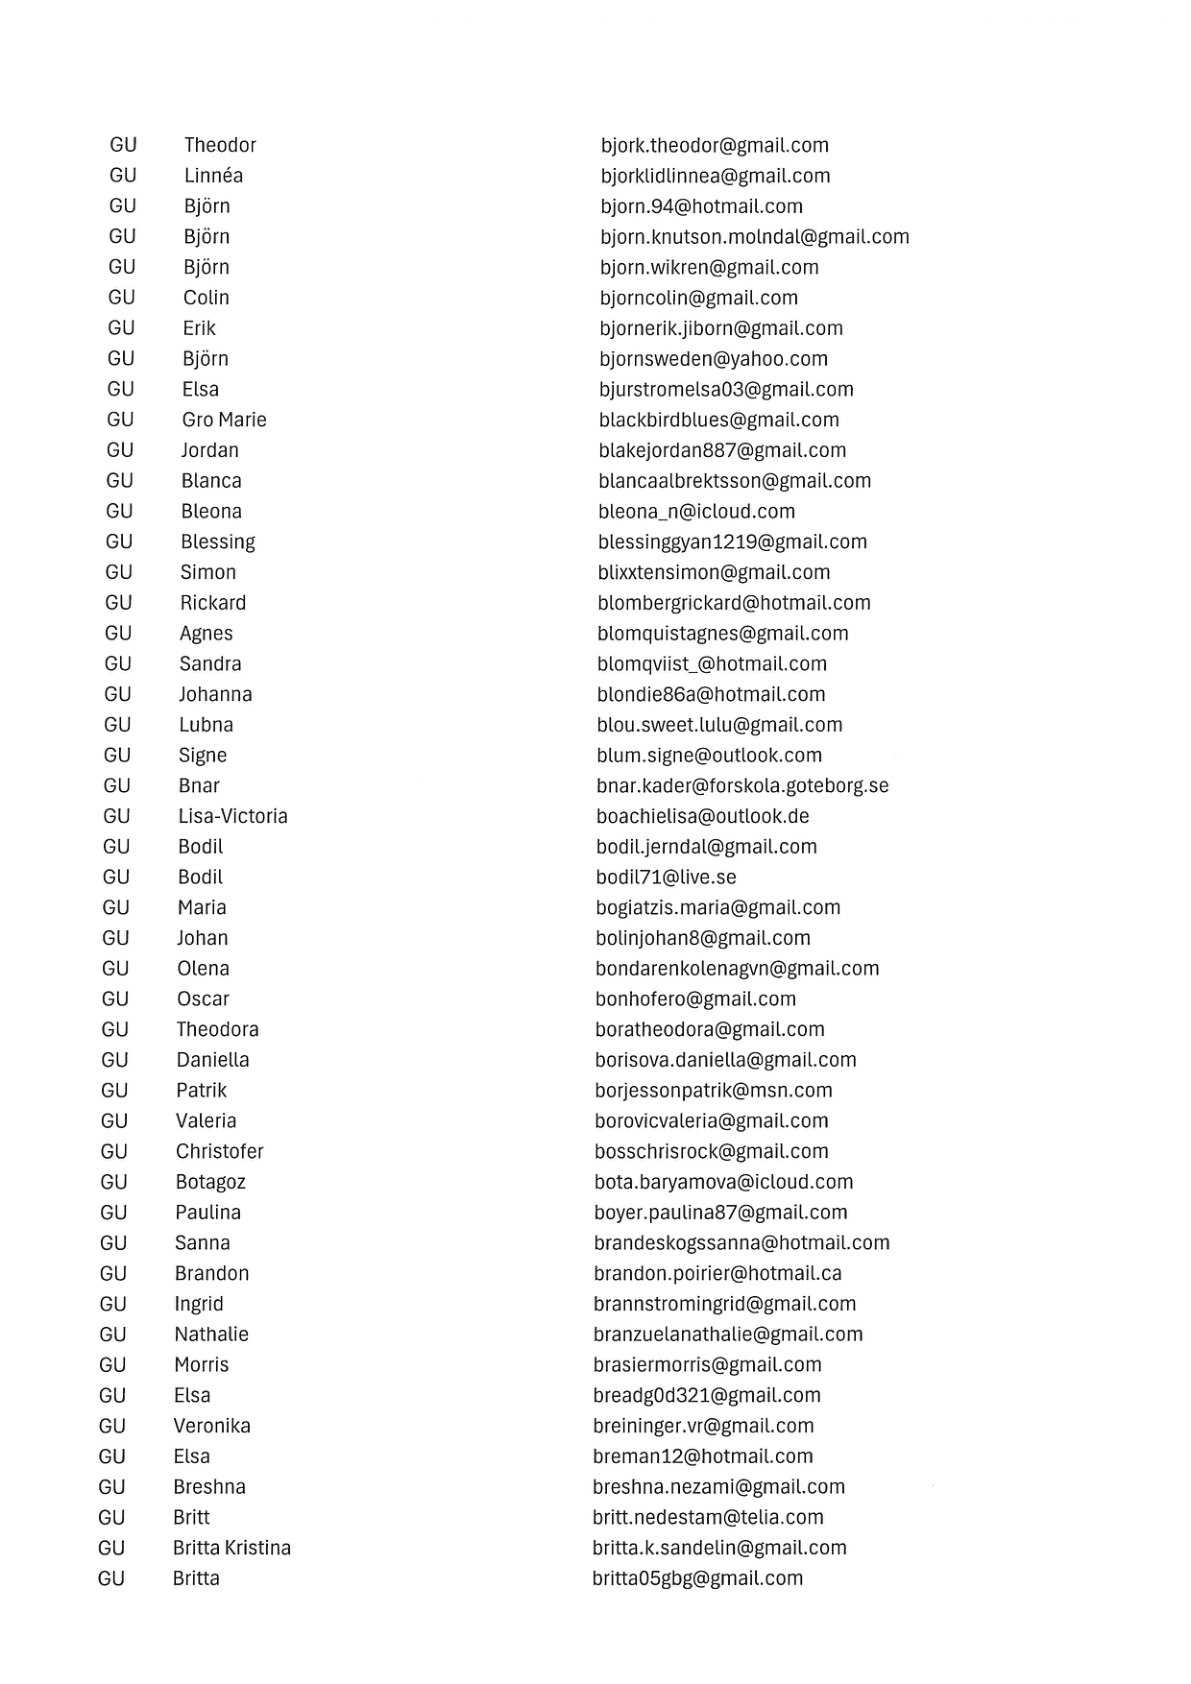 GU Theodor bjork.theodor@gmail.com
GU Linnéa bjorklidlinnea@gmail.com
GU Björn bjorn.94@hotmail.com
GU Björn bjorn.knutson.molndal@gmail.com
GU Björn bjorn.wikren@gmail.com
GU Colin bjorncolin@gmail.com
GU Erik bjornerik.jiborn@gmail.com
GU Björn bjornsweden@yahoo.com
GU Elsa bjurstromelsa03@gmail.com
GU Gro Marie blackbirdblues@gmail.com
GU Jordan blakejordan887@gmail.com
GU Blanca blancaalbrektsson@gmail.com
GU Bleona bleona_n@icloud.com
GU Blessing blessinggyan1219@gmail.com
GU Simon blixxtensimon@gmail.com
GU Rickard blombergrickard@hotmail.com
GU Agnes blomquistagnes@gmail.com
GU Sandra blomqviist_@hotmail.com
GU Johanna blondie86a@hotmail.com
GU Lubna blou.sweet.lulu@gmail.com
GU Signe blum.signe@outlook.com
GU Bnar bnar.kader@forskola.goteborg.se
GU Lisa-Victoria boachielisa@outlook.de
GU Bodil bodil.jerndal@gmail.com
GU Bodil bodil71@live.se
GU Maria bogiatzis.maria@gmail.com
GU Johan bolinjohan8@gmail.com
GU Olena bondarenkolenagvn@gmail.com
GU Oscar bonhofero@gmail.com
GU Theodora boratheodora@gmail.com
GU Daniella borisova.daniella@gmail.com
GU Patrik borjessonpatrik@msn.com
GU Valeria borovicvaleria@gmail.com
GU Christofer bosschrisrock@gmail.com
GU Botagoz bota.baryamova@icloud.com
GU Paulina boyer.paulina87@gmail.com
GU Sanna brandeskogssanna@hotmail.com
GU Brandon brandon.poirier@hotmail.ca
GU Ingrid brannstromingrid@gmail.com
GU Nathalie branzuelanathalie@gmail.com
GU Morris brasiermorris@gmail.com
GU Elsa breadg0d321@gmail.com
GU Veronika breininger.vr@gmail.com
GU Elsa breman12@hotmail.com
GU Breshna breshna.nezami@gmail.com
GU Britt britt.nedestam@telia.com
GU Britta Kristina britta.k.sandelin@gmail.com
GU Britta britta05gbg@gmail.com